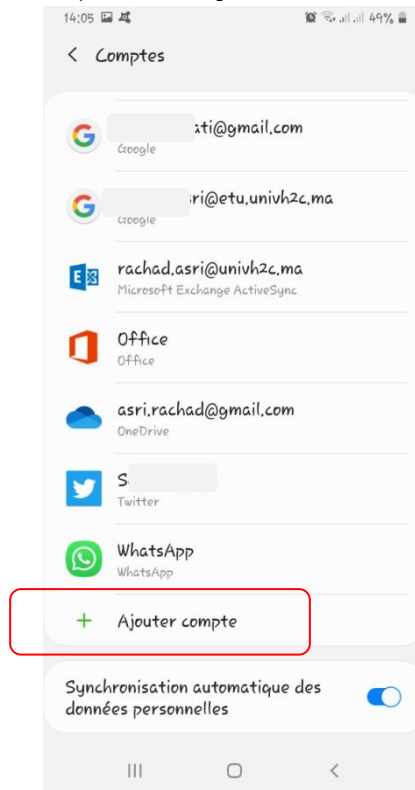 14:05 49%
Comptes
ati@gmail.com
Google
ri@etu.univh2c.ma
Google
rachad.asri@univh2c.ma
Microsoft Exchange ActiveSync
Office
Office
asri.rachad@gmail.com
OneDrive
S
Twitter
WhatsApp
WhatsApp
Ajouter compte
Synchronisation automatique des
données personnelles